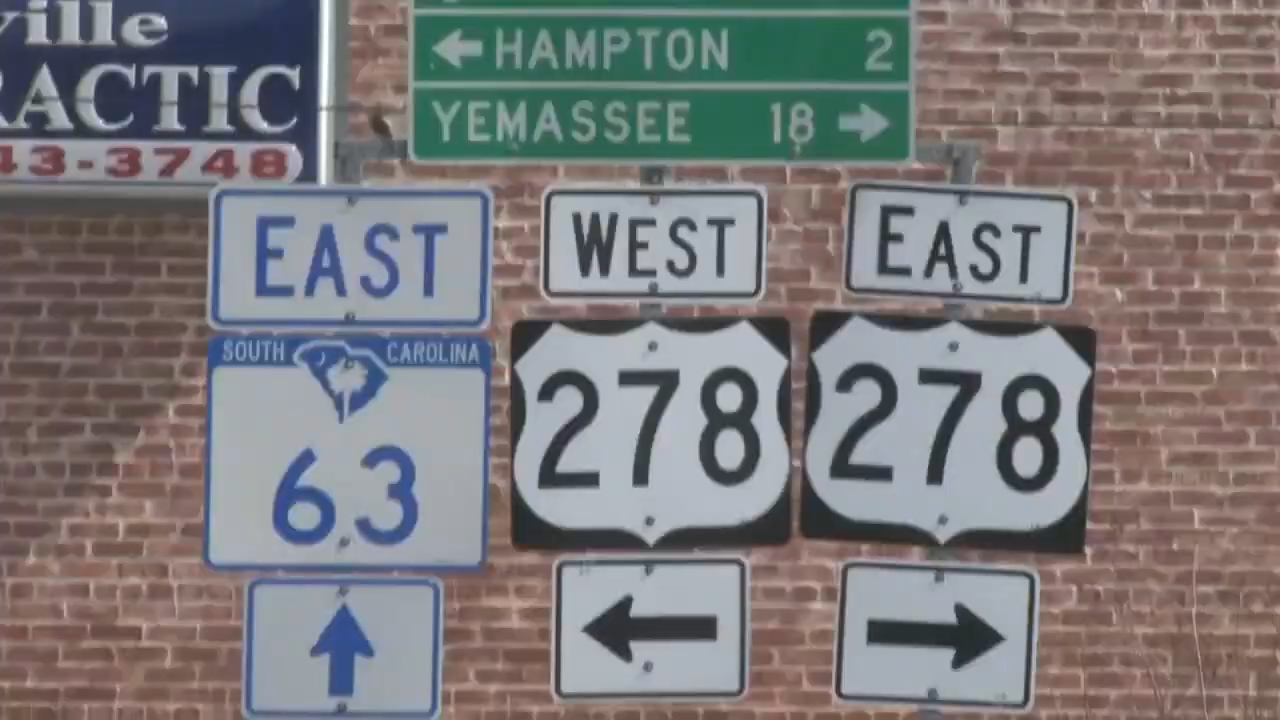 ville
RACTIC
43-3748
← HAMPTON 2
YEMASSEE 18 →
EAST
SOUTH CAROLINA
63
WEST
278
EAST
278